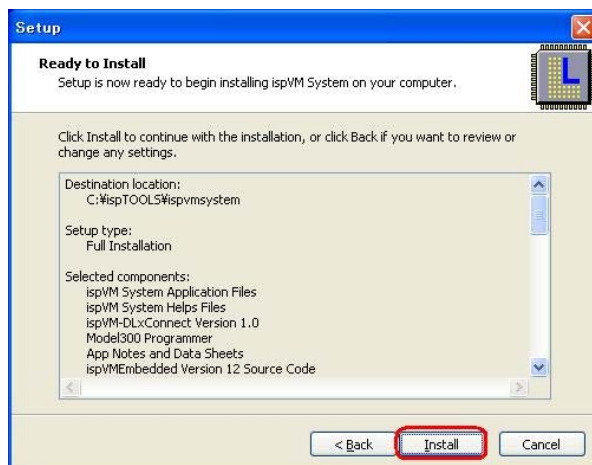 Setup
Ready to Install
Setup is now ready to begin installing ispVM System on your computer.
L
Click Install to continue with the installation, or click Back if you want to review or
change any settings.
Destination location:
C:¥ispTOOLS¥ispvmsystem
Setup type:
Full Installation
Selected components:
ispVM System Application Files
ispVM System Helps Files
ispVM-DLxConnect Version 1.0
Model300 Programmer
App Notes and Data Sheets
ispVMEmbedded Version 12 Source Code
< Back
Install
Cancel